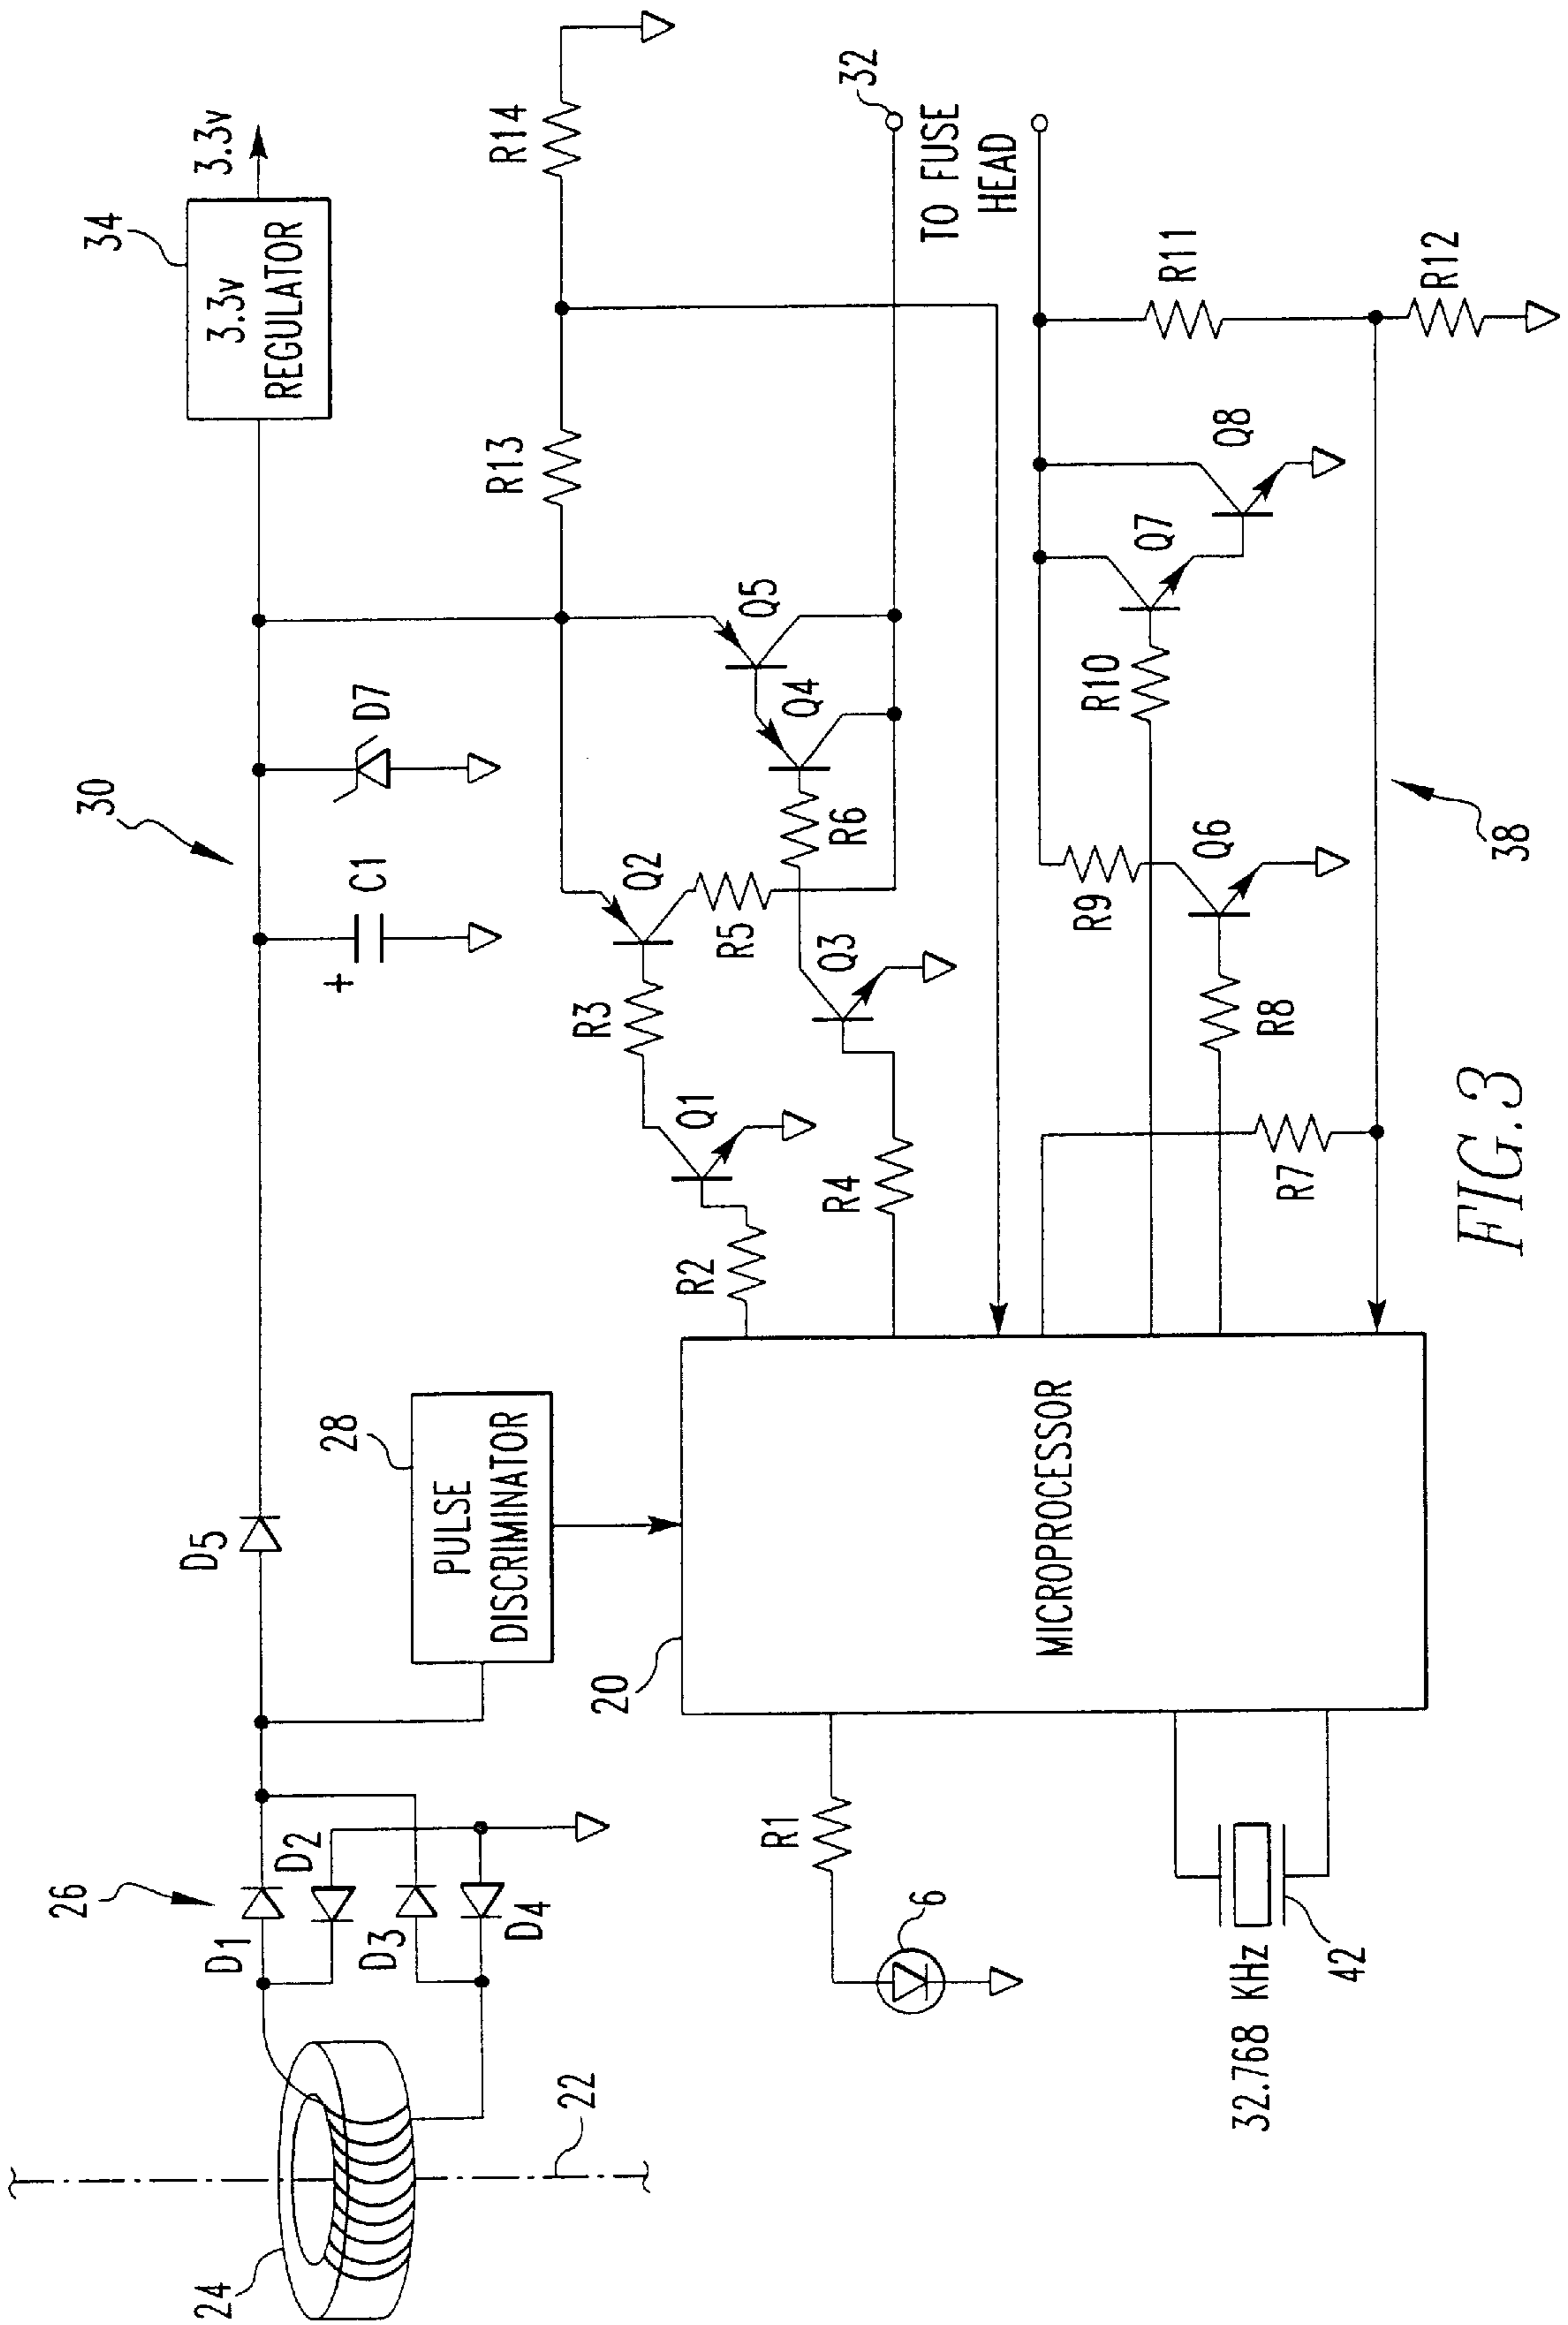 24
22
26
D1
D2
D3
D4
D5
28
PULSE
DISCRIMINATOR
30
+
C1
D7
34
3.3v
REGULATOR
3.3v
R13
R14
R3
Q2
R5
Q5
Q4
R6
Q1
R2
Q3
R4
32
TO FUSE
HEAD
20
MICROPROCESSOR
R1
6
32.768 KHz
42
R7
R8
R9
Q6
R10
Q7
Q8
R11
R12
38
FIG.3